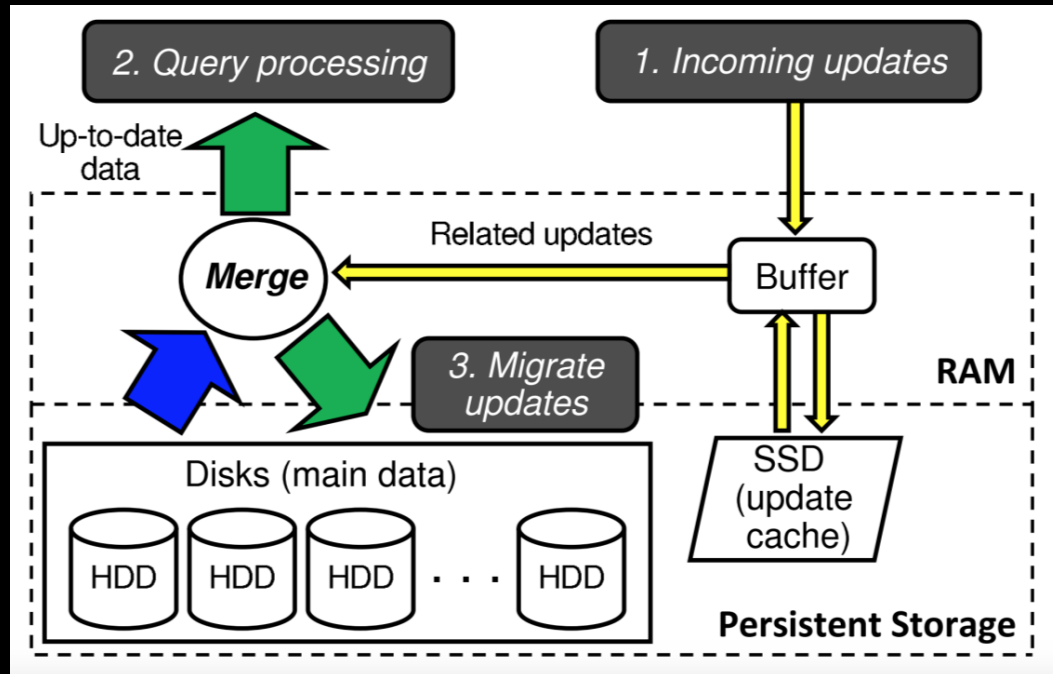 2. Query processing
1. Incoming updates
Up-to-date
data
Related updates
Merge
Buffer
3. Migrate
updates
RAM
Disks (main data)
SSD
(update
cache)
HDD
HDD
HDD
. . .
HDD
Persistent Storage